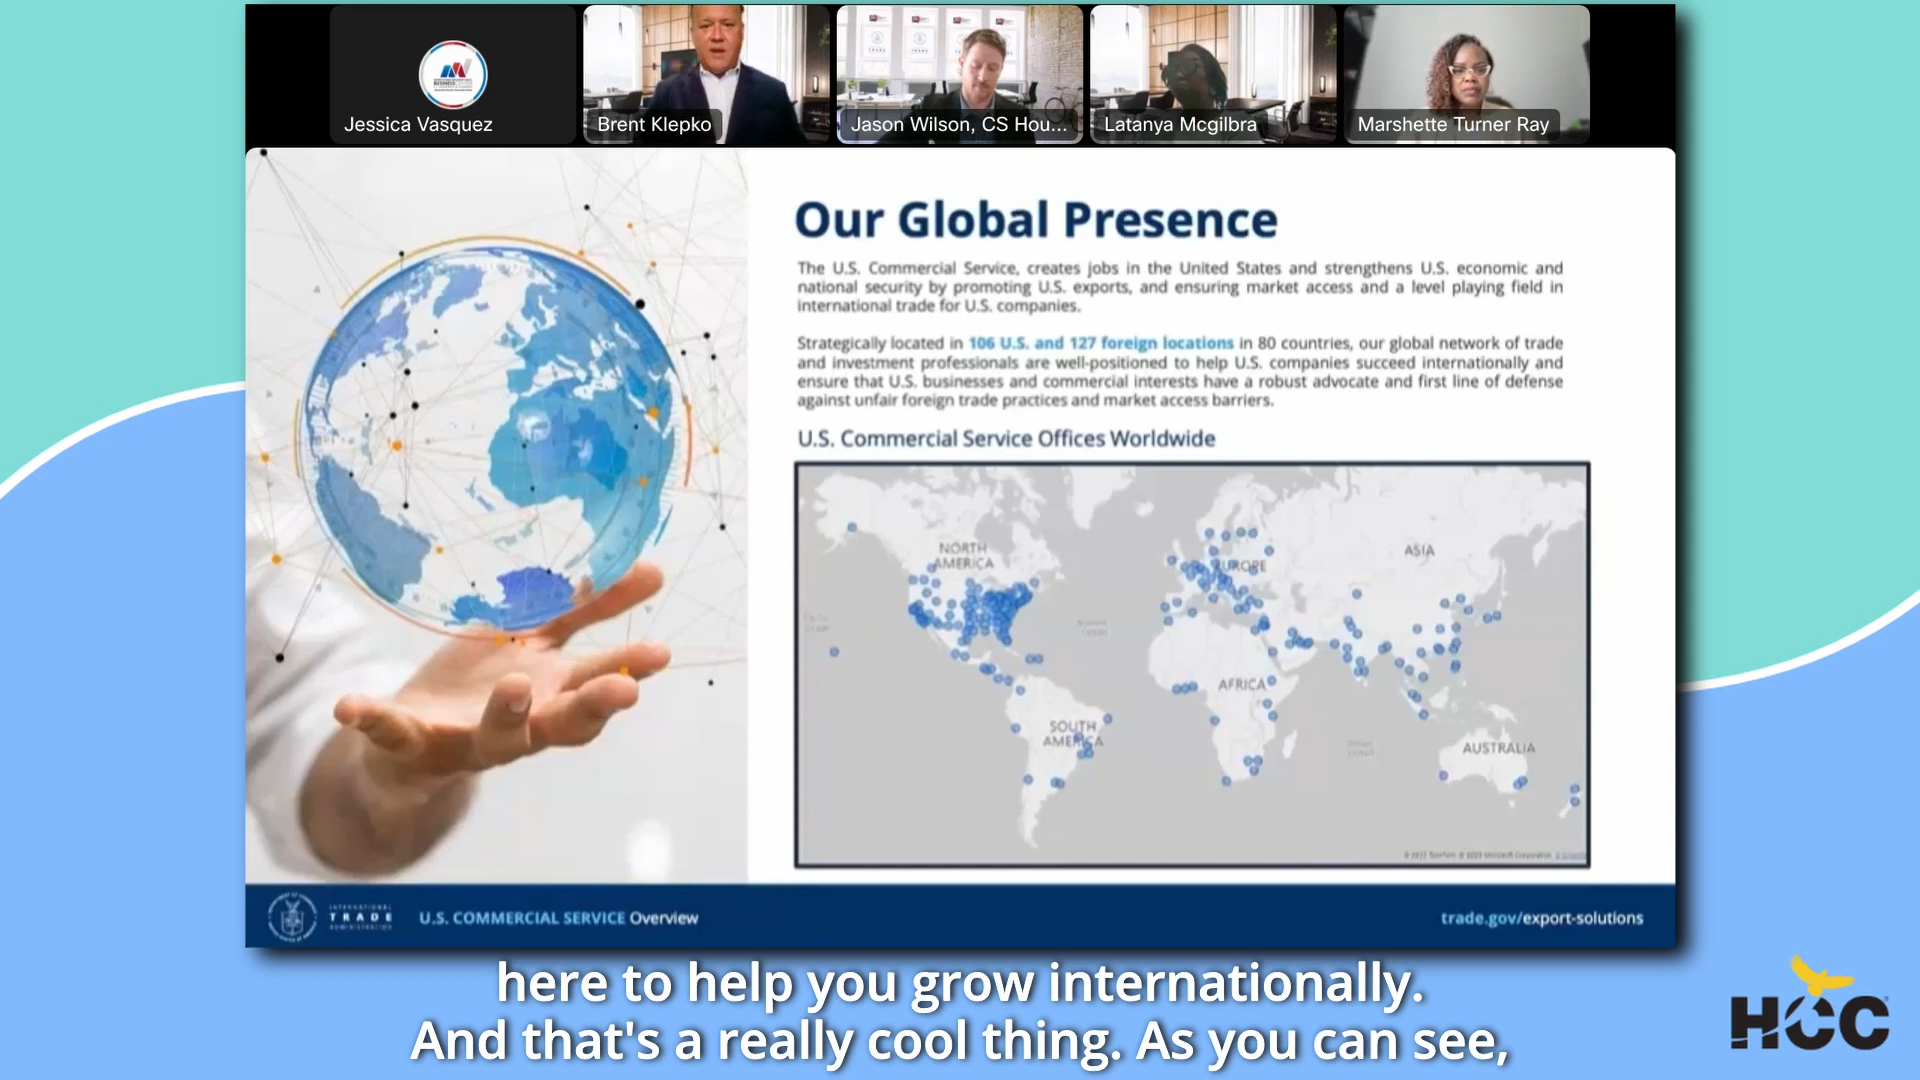 Jessica Vasquez
Brent Klepko
Jason Wilson, CS Hou...
Latanya Mcgilbra
Marshette Turner Ray
Our Global Presence
The U.S. Commercial Service, creates jobs in the United States and strengthens U.S. economic and
national security by promoting U.S. exports, and ensuring market access and a level playing field in
international trade for U.S. companies.
Strategically located in 106 U.S. and 127 foreign locations in 80 countries, our global network of trade
and investment professionals are well-positioned to help U.S. companies succeed internationally and
ensure that U.S. businesses and commercial interests have a robust advocate and first line of defense
against unfair foreign trade practices and market access barriers.
U.S. Commercial Service Offices Worldwide
NORTH
AMERICA
EUROPE
ASIA
AFRICA
SOUTH
AMERICA
AUSTRALIA
INTERNATIONAL
TRADE
ADMINISTRATION
U.S. COMMERCIAL SERVICE Overview
trade.gov/export-solutions
here to help you grow internationally.
And that's a really cool thing. As you can see,
HCC